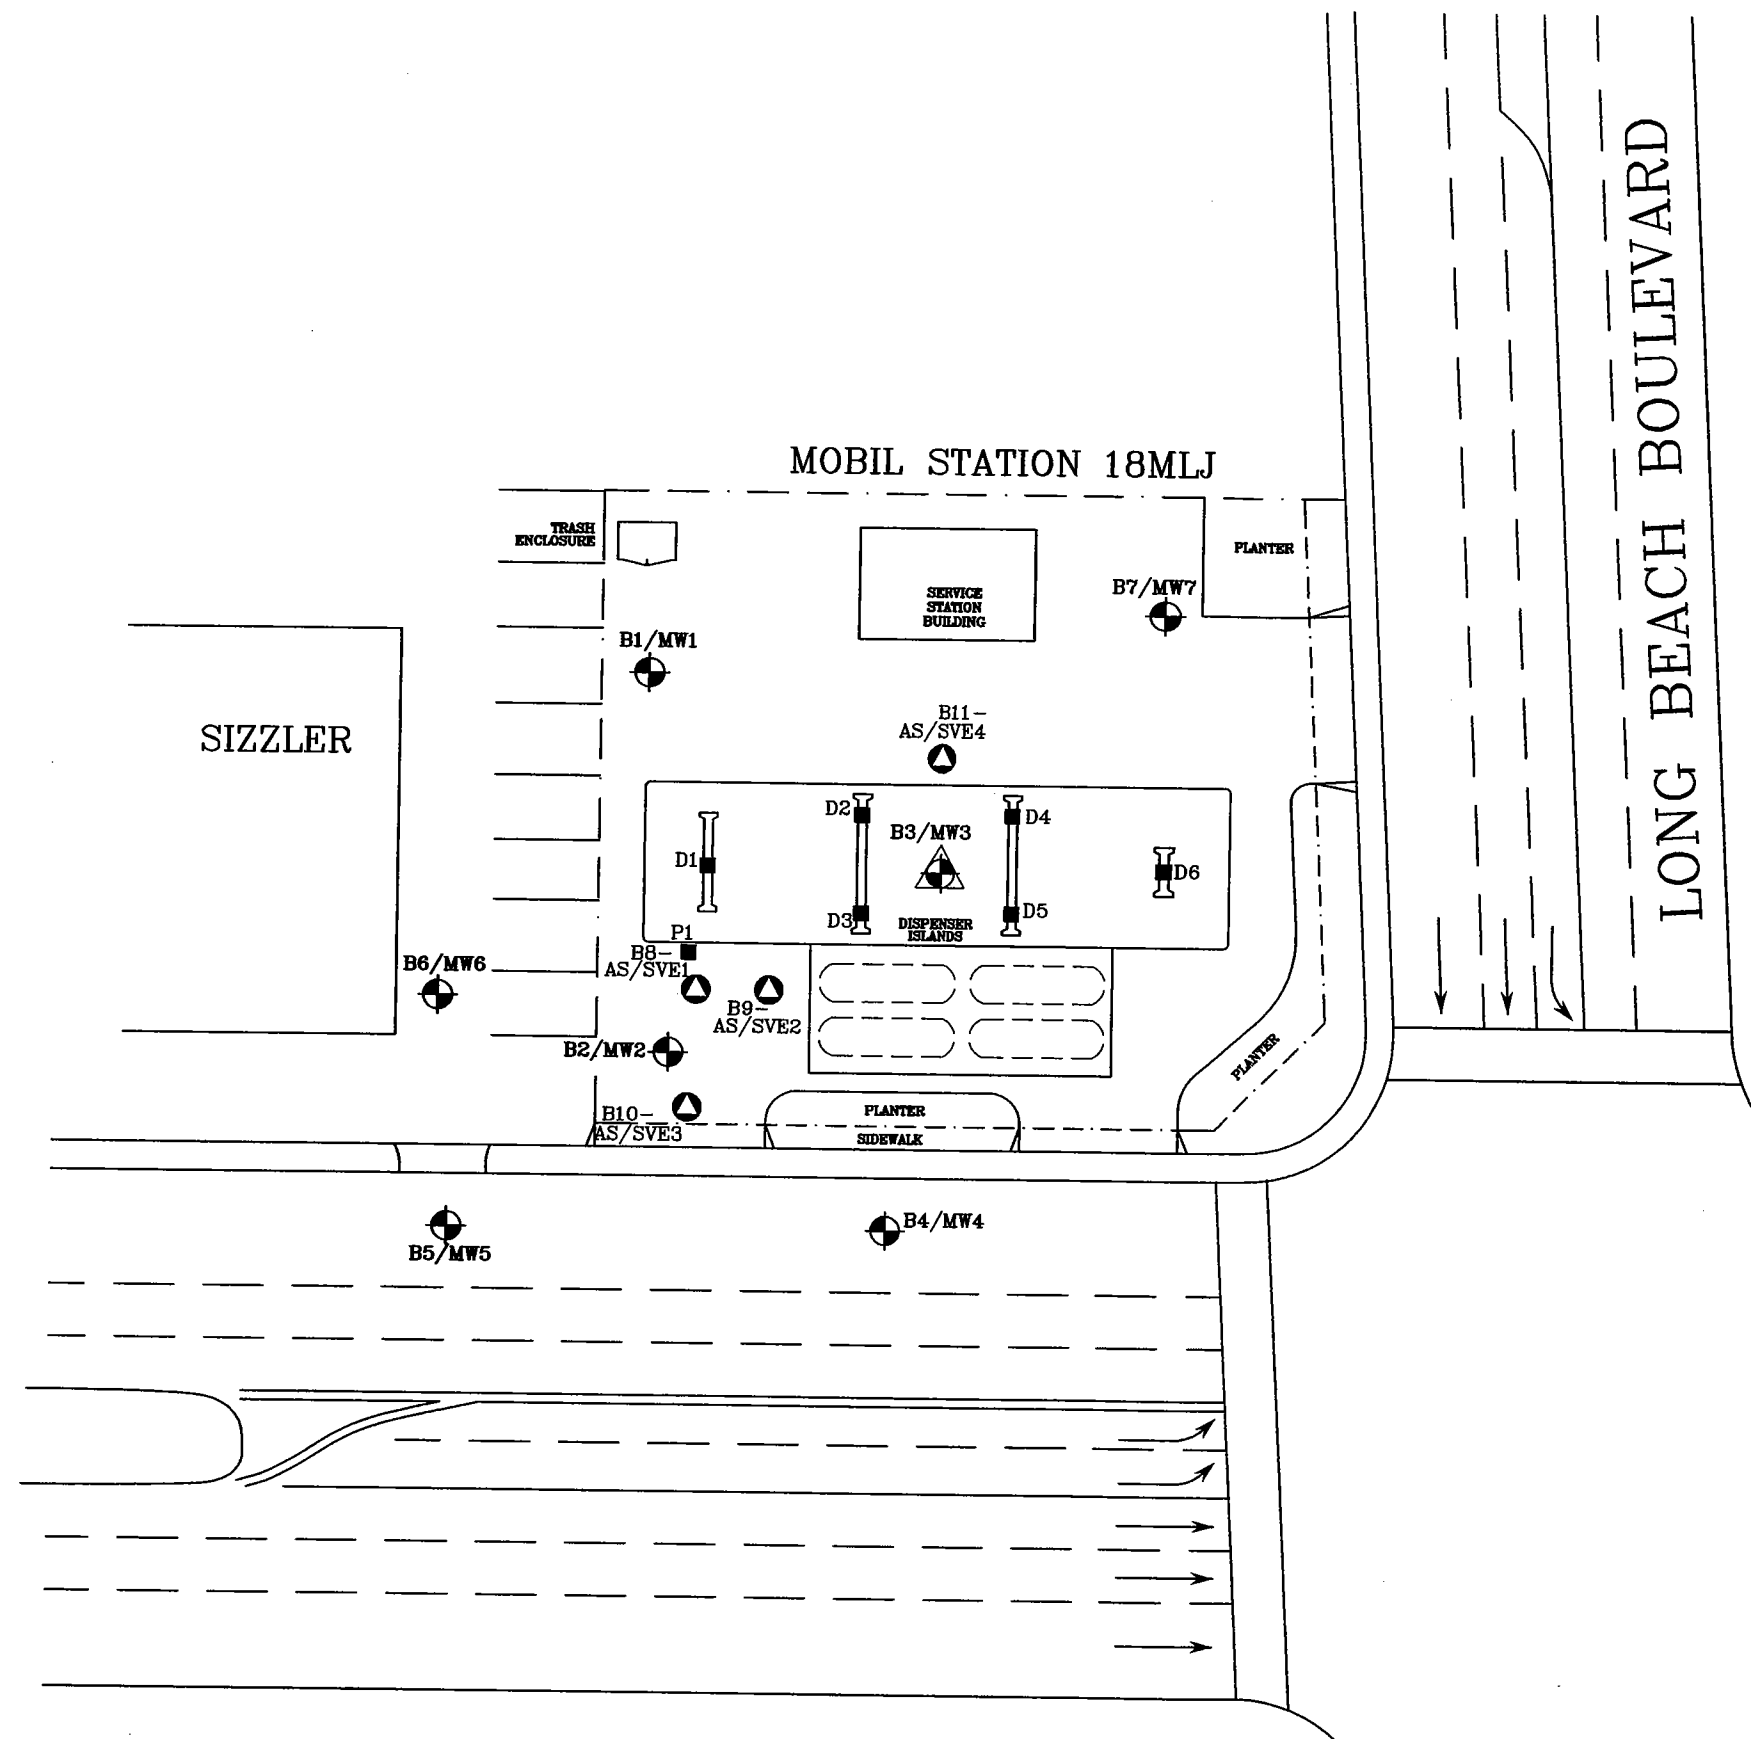 LONG BEACH BOULEVARD
MOBIL STATION 18MLJ
TRASH
ENCLOSURE
PLANTER
SERVICE
STATION
BUILDING
B7/MW7
B1/MW1
SIZZLER
B11-
AS/SVE4
D2
D4
B3/MW3
D1
D6
D3
D5
DISPENSER
ISLANDS
P1
B8-
AS/SVE1
B6/MW6
B9-
AS/SVE2
B2/MW2
PLANTER
B10-
AS/SVE3
PLANTER
SIDEWALK
B4/MW4
B5/MW5